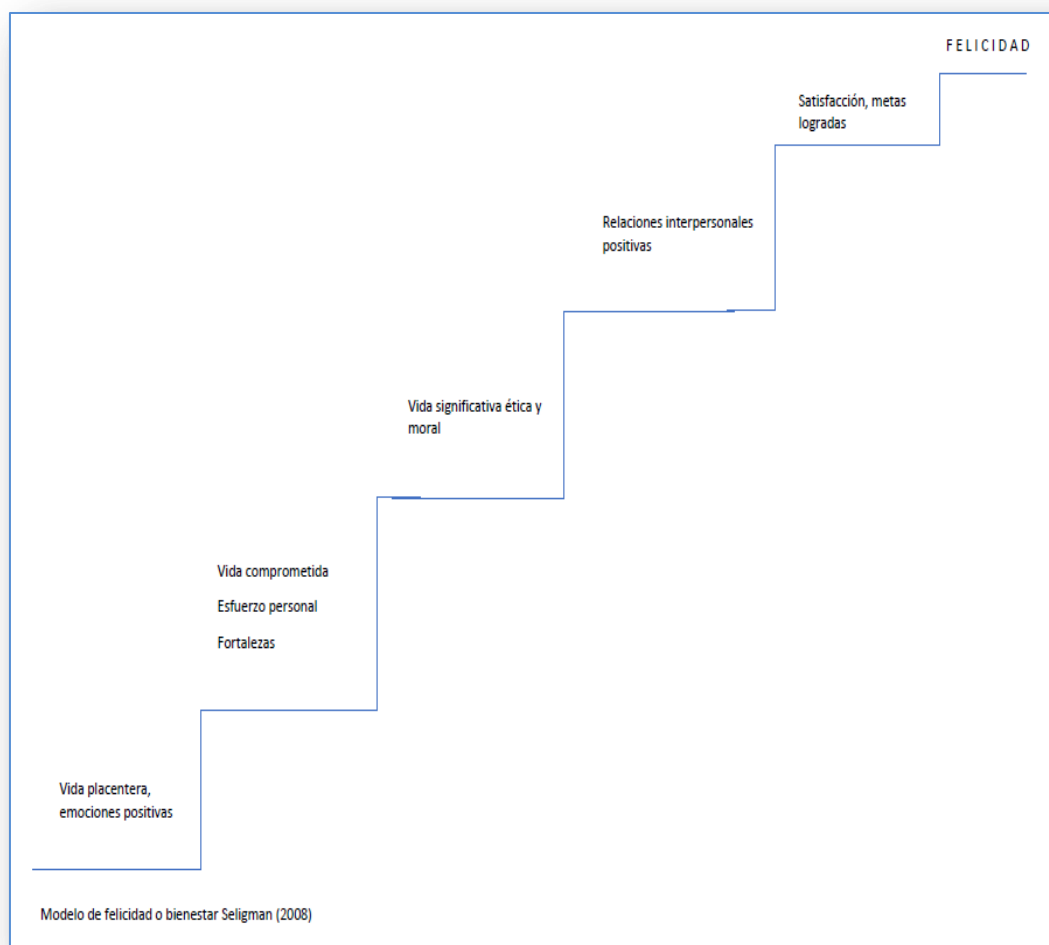 FELICIDAD
Satisfacción, metas
logradas
Relaciones interpersonales
positivas
Vida significativa ética y
moral
Vida comprometida
Esfuerzo personal
Fortalezas
Vida placentera,
emociones positivas
Modelo de felicidad o bienestar Seligman (2008)